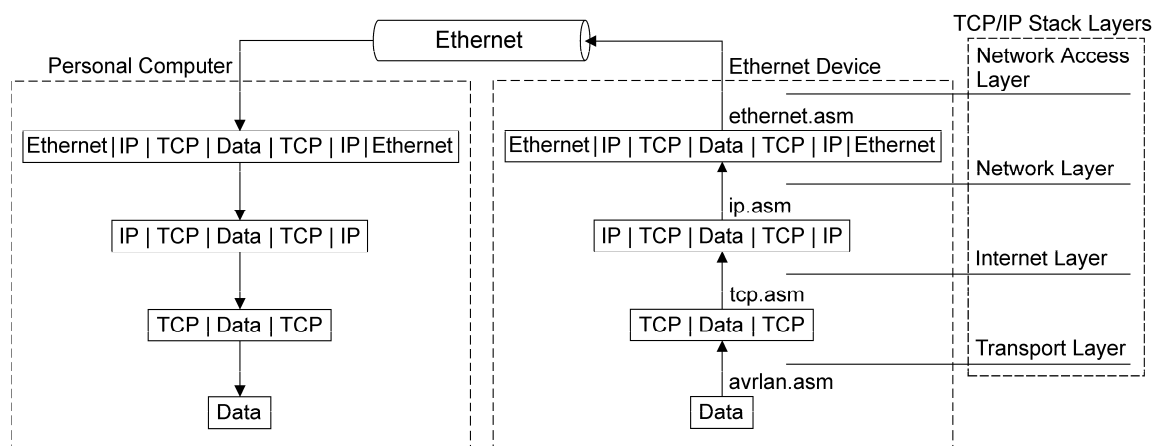 Ethernet
TCP/IP Stack Layers
Personal Computer
Ethernet Device
Network Access
Layer
ethernet.asm
Ethernet|IP | TCP | Data | TCP | IP|Ethernet
Ethernet|IP | TCP | Data | TCP | IP|Ethernet
Network Layer
ip.asm
IP | TCP | Data | TCP | IP
IP | TCP | Data | TCP | IP
Internet Layer
tcp.asm
TCP | Data | TCP
TCP | Data | TCP
Transport Layer
avrlan.asm
Data
Data